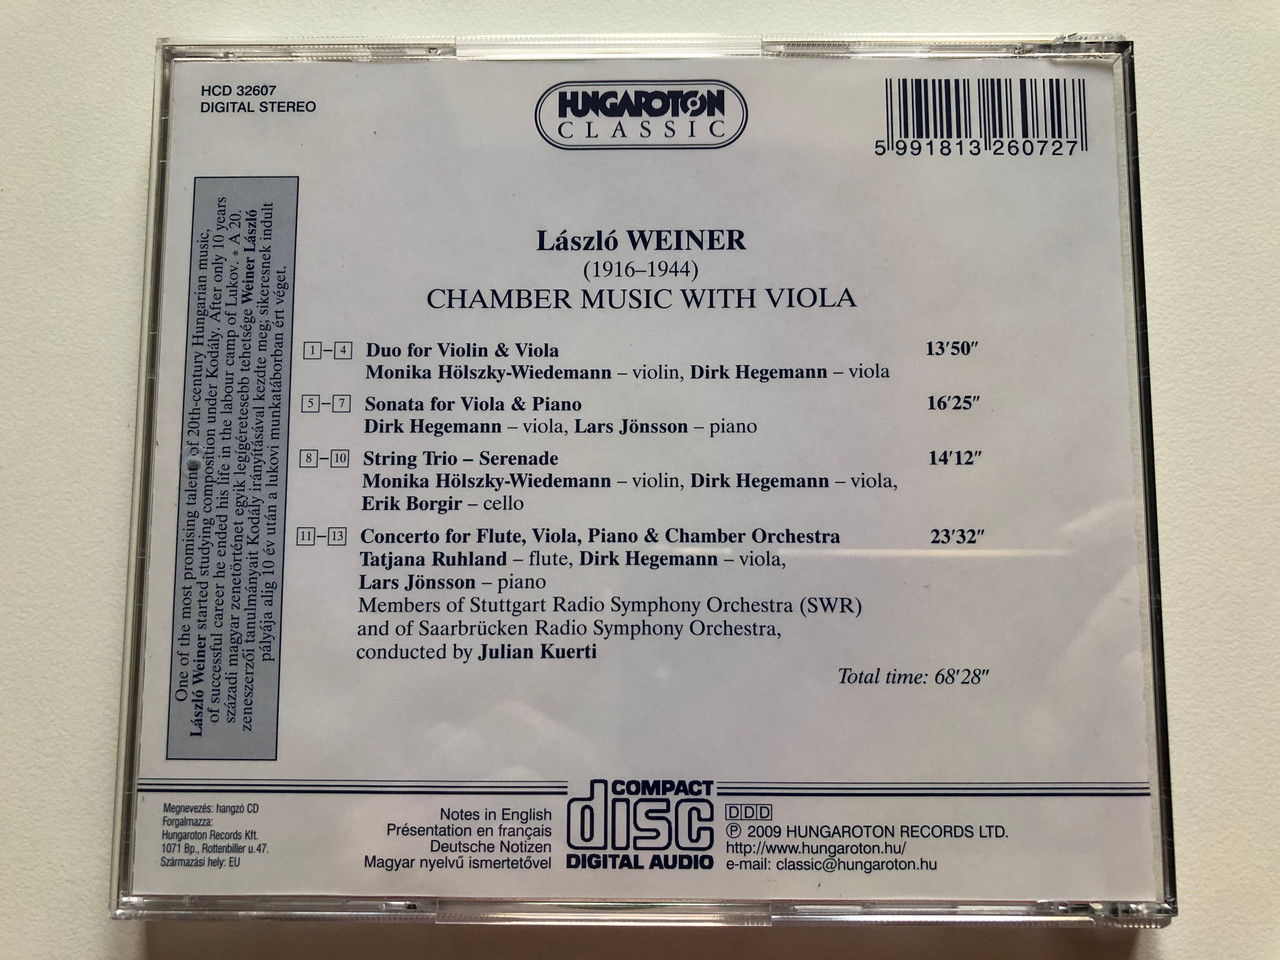 HCD 32607
DIGITAL STEREO
HUNGAROTON
CLASSIC
5 991813 260727
One of the most promising talents of 20th-century Hungarian music,
László Weiner started studying composition under Kodály. After only 10 years
of successful career he ended his life in the labour camp of Lukov. * A 20.
századi magyar zenetörténet egyik legígéretesebb tehetsége Weiner László
zeneszerzői tanulmányait Kodály irányításával kezdte meg; sikeresnek indult
pályája alig 10 év után a lukovi munkatáborban ért véget.
László WEINER
(1916–1944)
CHAMBER MUSIC WITH VIOLA
1–4 Duo for Violin & Viola 13'50"
Monika Hölszky-Wiedemann – violin, Dirk Hegemann – viola
5–7 Sonata for Viola & Piano 16'25"
Dirk Hegemann – viola, Lars Jönsson – piano
8–10 String Trio – Serenade 14'12"
Monika Hölszky-Wiedemann – violin, Dirk Hegemann – viola,
Erik Borgir – cello
11–13 Concerto for Flute, Viola, Piano & Chamber Orchestra 23'32"
Tatjana Ruhland – flute, Dirk Hegemann – viola,
Lars Jönsson – piano
Members of Stuttgart Radio Symphony Orchestra (SWR)
and of Saarbrücken Radio Symphony Orchestra,
conducted by Julian Kuerti
Total time: 68'28"
Megnevezés: hangzó CD
Forgalmazza:
Hungaroton Records Kft.
1071 Bp., Rottenbiller u. 47.
Származási hely: EU
Notes in English
Présentation en français
Deutsche Notizen
Magyar nyelvű ismertetővel
COMPACT
disc
DIGITAL AUDIO
DDD
℗ 2009 HUNGAROTON RECORDS LTD.
http://www.hungaroton.hu/
e-mail: classic@hungaroton.hu